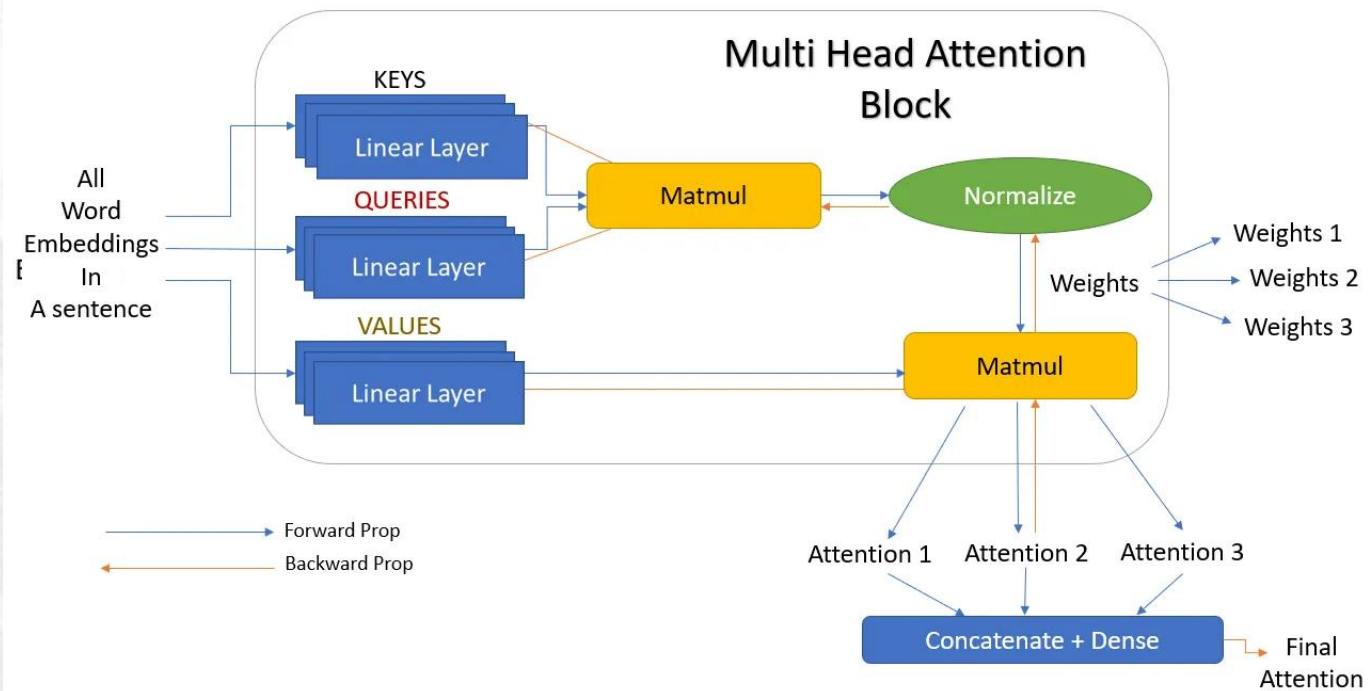 Multi Head Attention
Block
KEYS
Linear Layer
QUERIES
Linear Layer
VALUES
Linear Layer
All
Word
Embeddings
In
A sentence
Matmul
Normalize
Weights
Weights 1
Weights 2
Weights 3
Matmul
Forward Prop
Backward Prop
Attention 1
Attention 2
Attention 3
Concatenate + Dense
Final
Attention